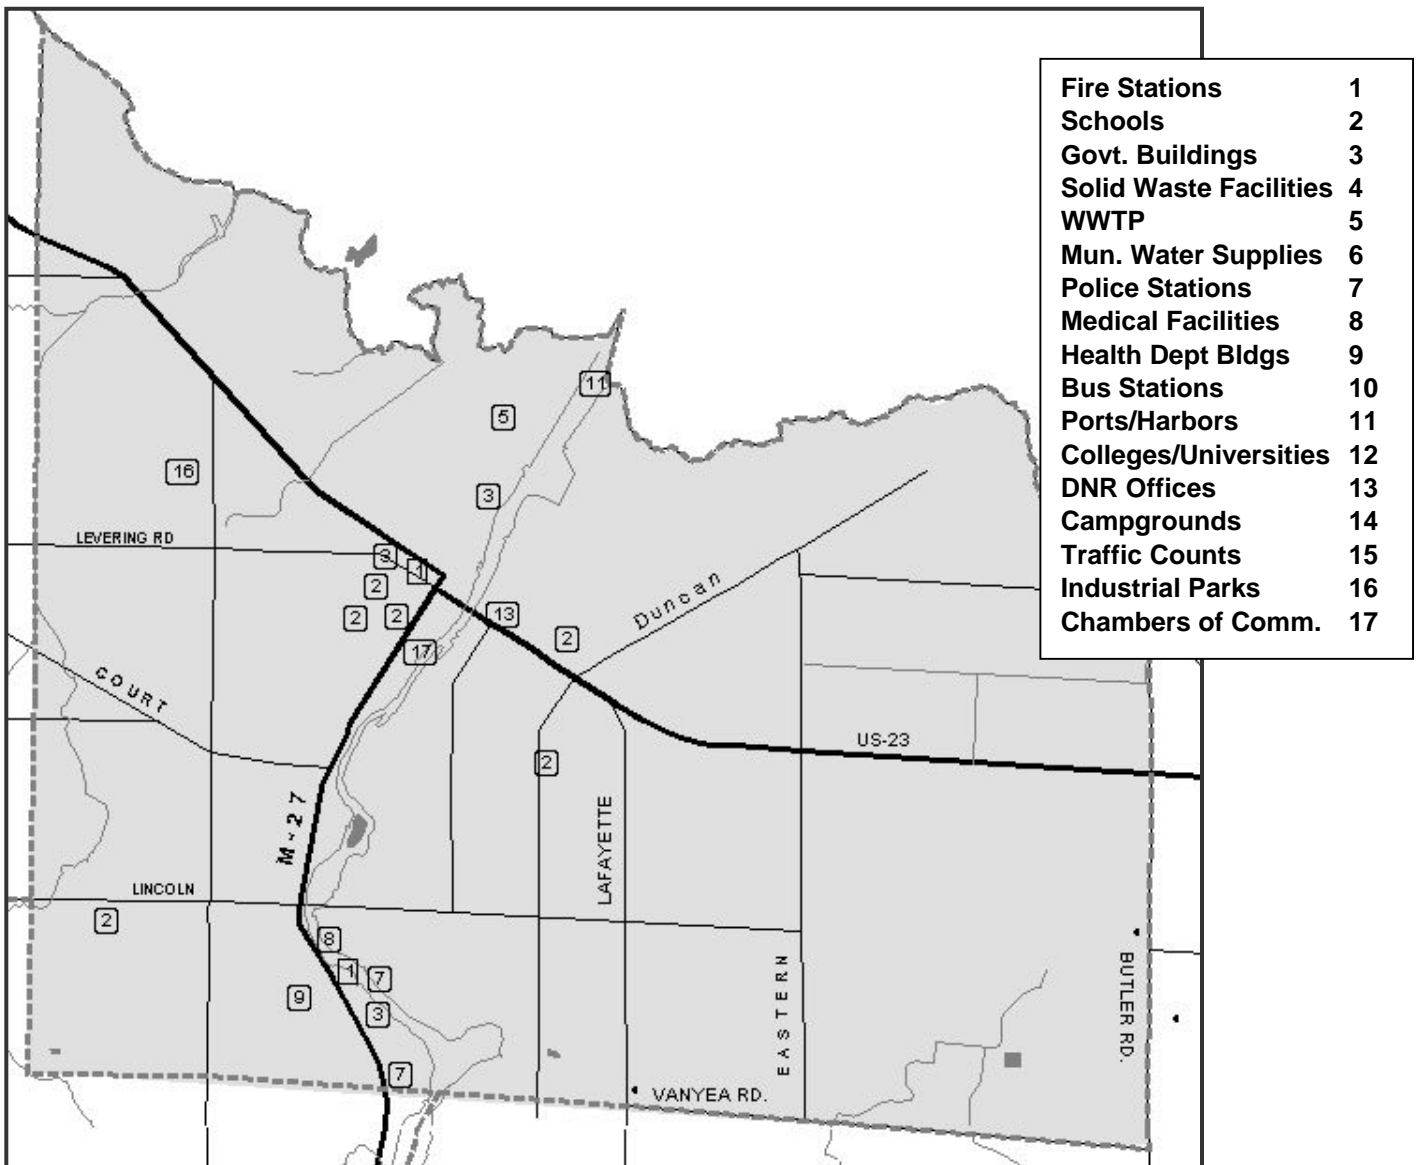 Fire Stations 1
Schools 2
Govt. Buildings 3
Solid Waste Facilities 4
WWTP 5
Mun. Water Supplies 6
Police Stations 7
Medical Facilities 8
Health Dept Bldgs 9
Bus Stations 10
Ports/Harbors 11
Colleges/Universities 12
DNR Offices 13
Campgrounds 14
Traffic Counts 15
Industrial Parks 16
Chambers of Comm. 17
11
5
16
3
LEVERING RD
3
1
2
2
2
13
Duncan
2
17
COURT
US-23
2
M-27
LAFAYETTE
LINCOLN
2
8
1
7
9
3
EASTERN
BUTLER RD.
7
VANYEA RD.